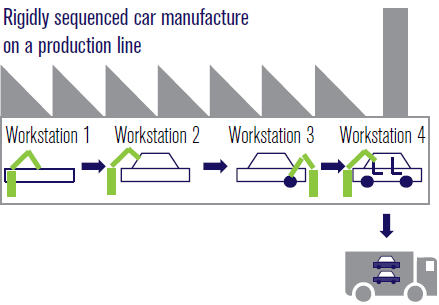 Rigidly sequenced car manufacture
on a production line
Workstation 1 Workstation 2 Workstation 3 Workstation 4